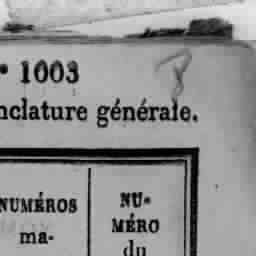 • 1003
nclature générale.
NUMÉROS
ma-
NU-
MÉRO
du